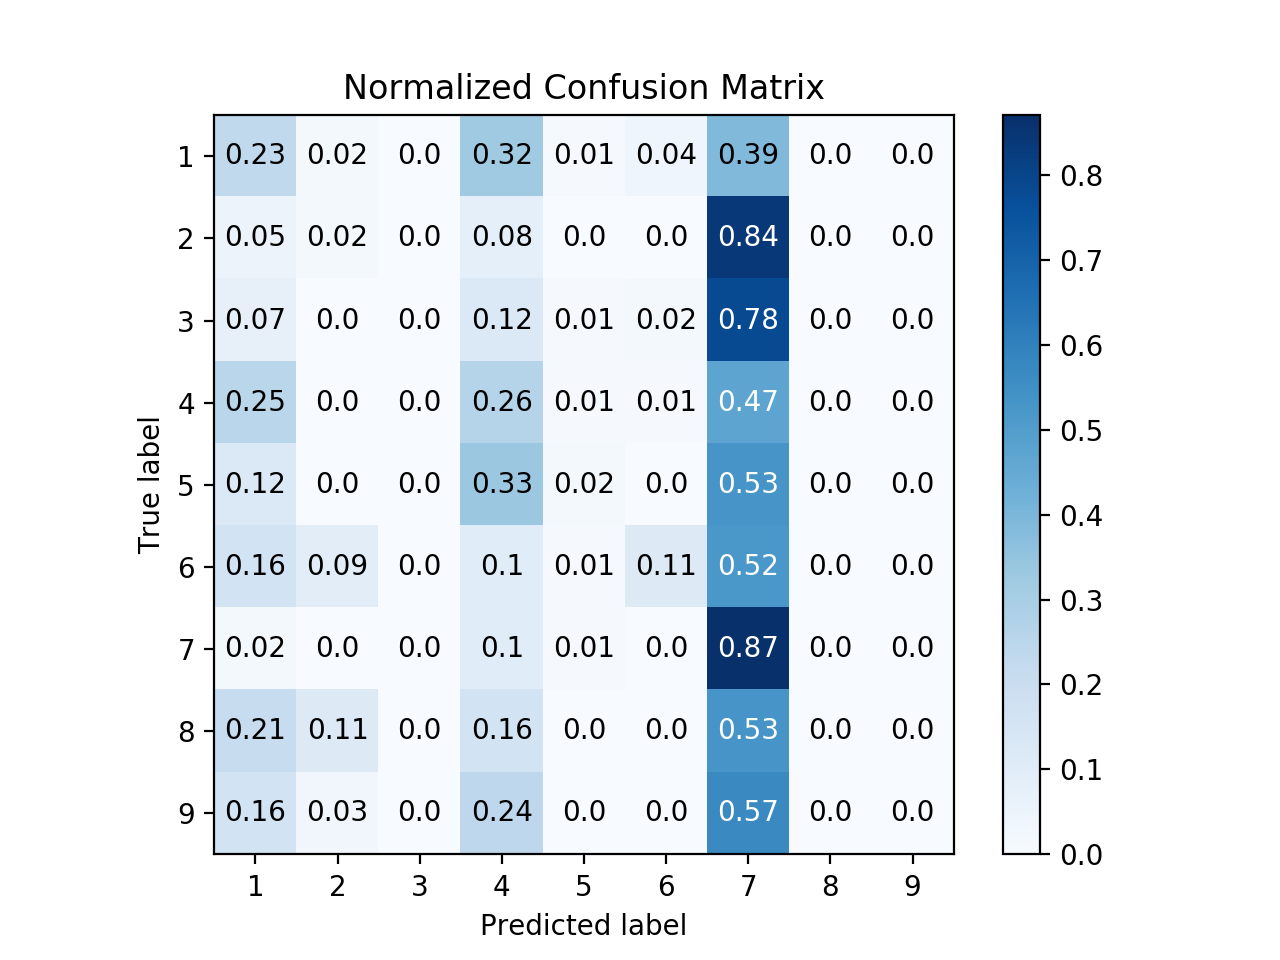 Normalized Confusion Matrix
1 0.23 0.02 0.0 0.32 0.01 0.04 0.39 0.0 0.0
2 0.05 0.02 0.0 0.08 0.0 0.0 0.84 0.0 0.0
3 0.07 0.0 0.0 0.12 0.01 0.02 0.78 0.0 0.0
4 0.25 0.0 0.0 0.26 0.01 0.01 0.47 0.0 0.0
5 0.12 0.0 0.0 0.33 0.02 0.0 0.53 0.0 0.0
6 0.16 0.09 0.0 0.1 0.01 0.11 0.52 0.0 0.0
7 0.02 0.0 0.0 0.1 0.01 0.0 0.87 0.0 0.0
8 0.21 0.11 0.0 0.16 0.0 0.0 0.53 0.0 0.0
9 0.16 0.03 0.0 0.24 0.0 0.0 0.57 0.0 0.0
1 2 3 4 5 6 7 8 9
Predicted label
True label
0.8
0.7
0.6
0.5
0.4
0.3
0.2
0.1
0.0